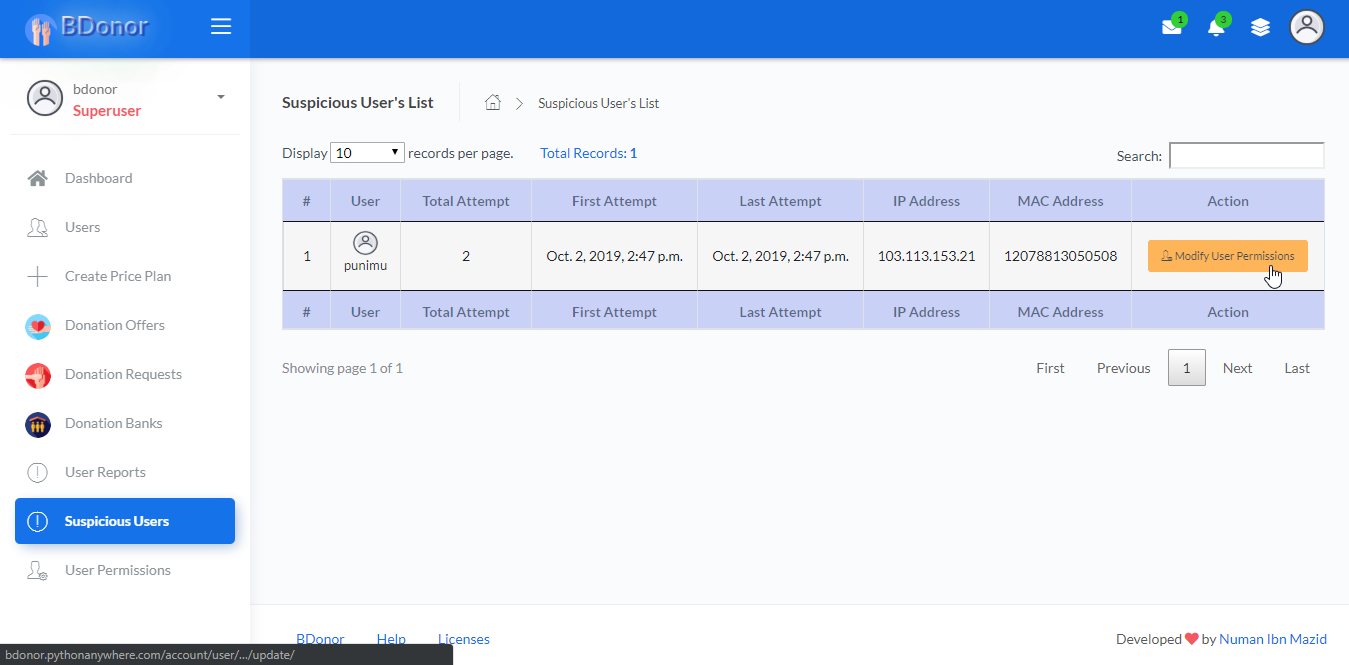 BDonor
1
3
bdonor
Superuser
Dashboard
Users
Create Price Plan
Donation Offers
Donation Requests
Donation Banks
User Reports
Suspicious Users
User Permissions
Suspicious User's List
Suspicious User's List
Display 10 records per page. Total Records: 1
Search:
# User Total Attempt First Attempt Last Attempt IP Address MAC Address Action
1 punimu 2 Oct. 2, 2019, 2:47 p.m. Oct. 2, 2019, 2:47 p.m. 103.113.153.21 12078813050508 Modify User Permissions
# User Total Attempt First Attempt Last Attempt IP Address MAC Address Action
Showing page 1 of 1
First Previous 1 Next Last
BDonor Help Licenses
Developed by Numan Ibn Mazid
bdonor.pythonanywhere.com/account/user/.../update/